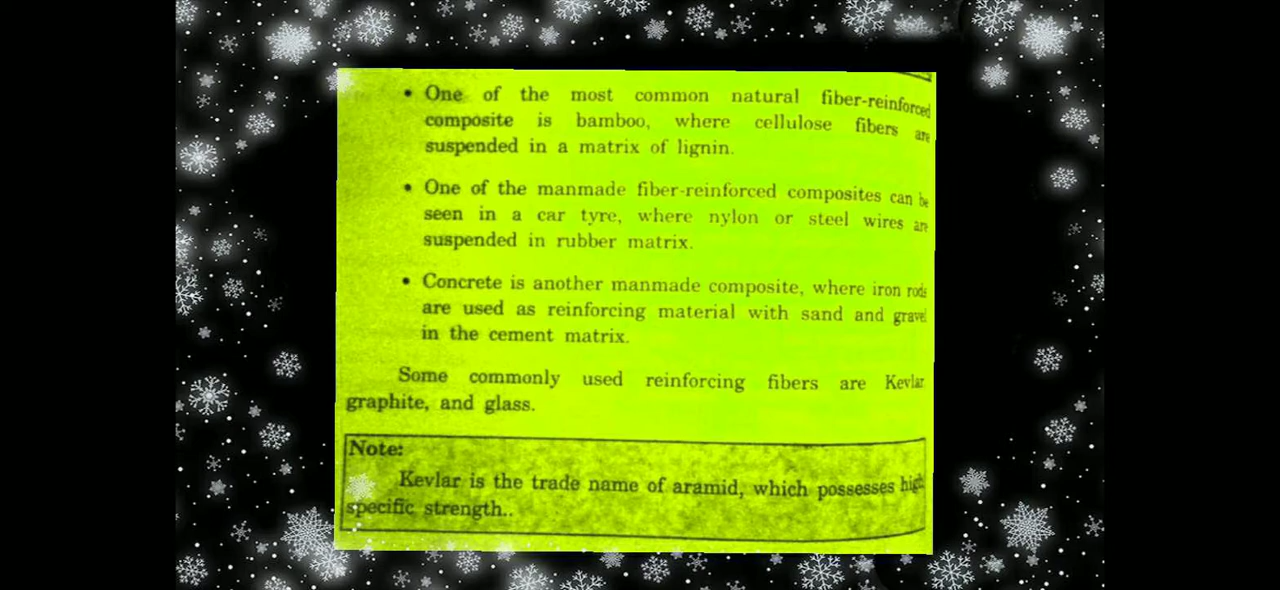 • One of the most common natural fiber-reinforced
composite is bamboo, where cellulose fibers are
suspended in a matrix of lignin.
• One of the manmade fiber-reinforced composites can be
seen in a car tyre, where nylon or steel wires are
suspended in rubber matrix.
• Concrete is another manmade composite, where iron rods
are used as reinforcing material with sand and gravel
in the cement matrix.
Some commonly used reinforcing fibers are Kevlar
graphite, and glass.
Note:
Kevlar is the trade name of aramid, which possesses high
specific strength..